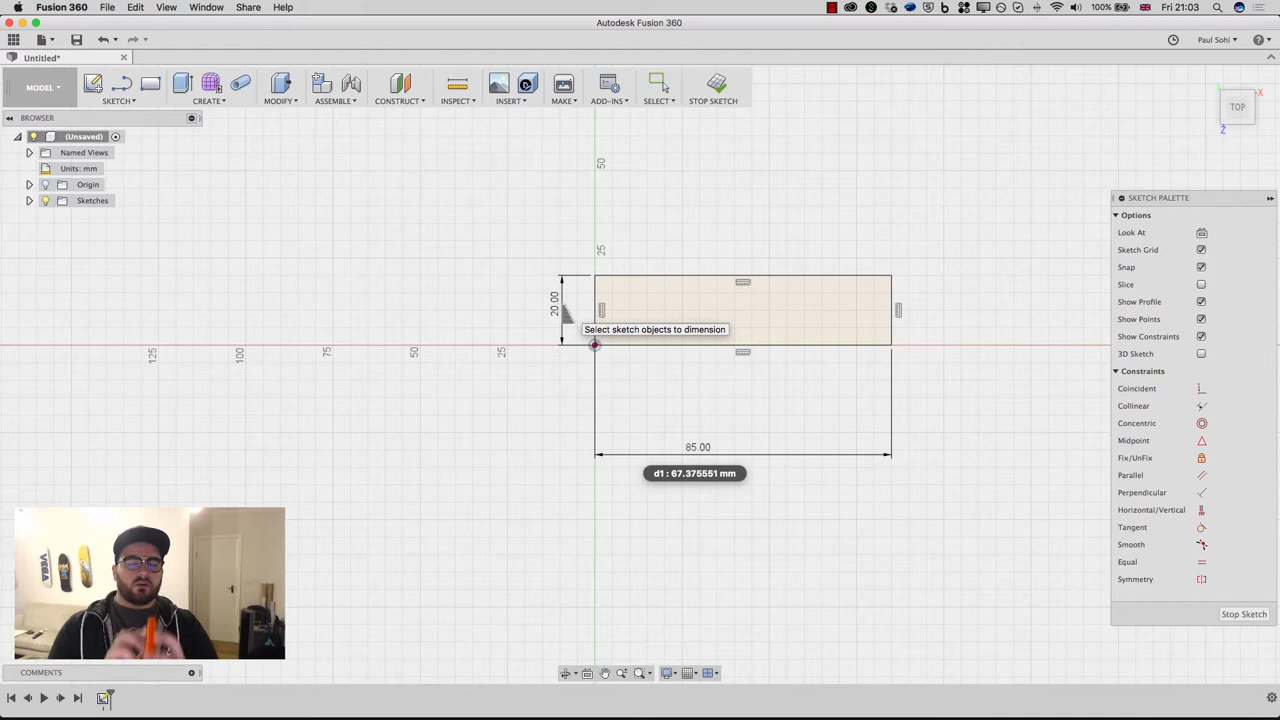 Fusion 360 File Edit View Window Share Help 100% Fri 21:03
Autodesk Fusion 360
Paul Sohi
Untitled*
MODEL
SKETCH CREATE MODIFY ASSEMBLE CONSTRUCT INSPECT INSERT MAKE ADD-INS SELECT STOP SKETCH
BROWSER
(Unsaved)
Named Views
Units: mm
Origin
Sketches
TOP
-X
Z
50
25
125 100 75 50 25
20.00
Select sketch objects to dimension
85.00
d1 : 67.375551 mm
SKETCH PALETTE
Options
Look At
Sketch Grid
Snap
Slice
Show Profile
Show Points
Show Constraints
3D Sketch
Constraints
Coincident
Collinear
Concentric
Midpoint
Fix/UnFix
Parallel
Perpendicular
Horizontal/Vertical
Tangent
Smooth
Equal
Symmetry
Stop Sketch
VEGA
COMMENTS